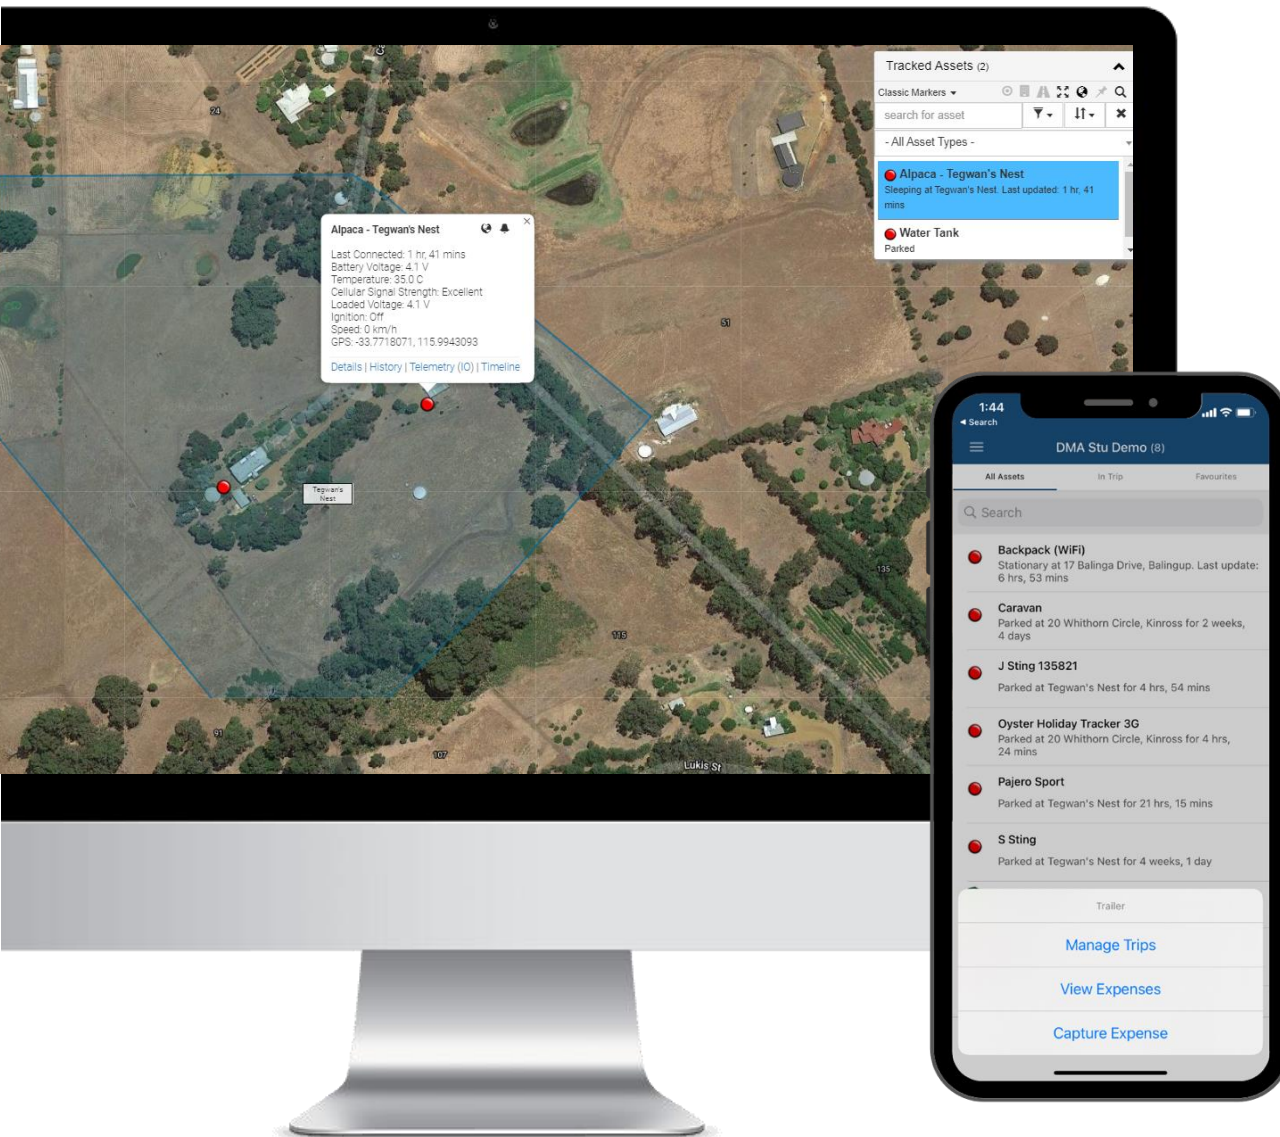 24
Tracked Assets (2)
Classic Markers
search for asset
- All Asset Types -
Alpaca - Tegwan's Nest
Sleeping at Tegwan's Nest. Last updated: 1 hr, 41
mins
Water Tank
Parked
Alpaca - Tegwan's Nest
Last Connected: 1 hr, 41 mins
Battery Voltage: 4.1 V
Temperature: 35.0 C
Cellular Signal Strength: Excellent
Loaded Voltage: 4.1 V
Ignition: Off
Speed: 0 km/h
GPS: -33.7718071, 115.9943093
Details | History | Telemetry (IO) | Timeline
51
Tegwan's
Nest
135
115
91
107
Lukis St
1:44
Search
DMA Stu Demo (8)
All Assets
In Trip
Favourites
Search
Backpack (WiFi)
Stationary at 17 Balinga Drive, Balingup. Last update:
6 hrs, 53 mins
Caravan
Parked at 20 Whithorn Circle, Kinross for 2 weeks,
4 days
J Sting 135821
Parked at Tegwan's Nest for 4 hrs, 54 mins
Oyster Holiday Tracker 3G
Parked at 20 Whithorn Circle, Kinross for 4 hrs,
24 mins
Pajero Sport
Parked at Tegwan's Nest for 21 hrs, 15 mins
S Sting
Parked at Tegwan's Nest for 4 weeks, 1 day
Trailer
Manage Trips
View Expenses
Capture Expense